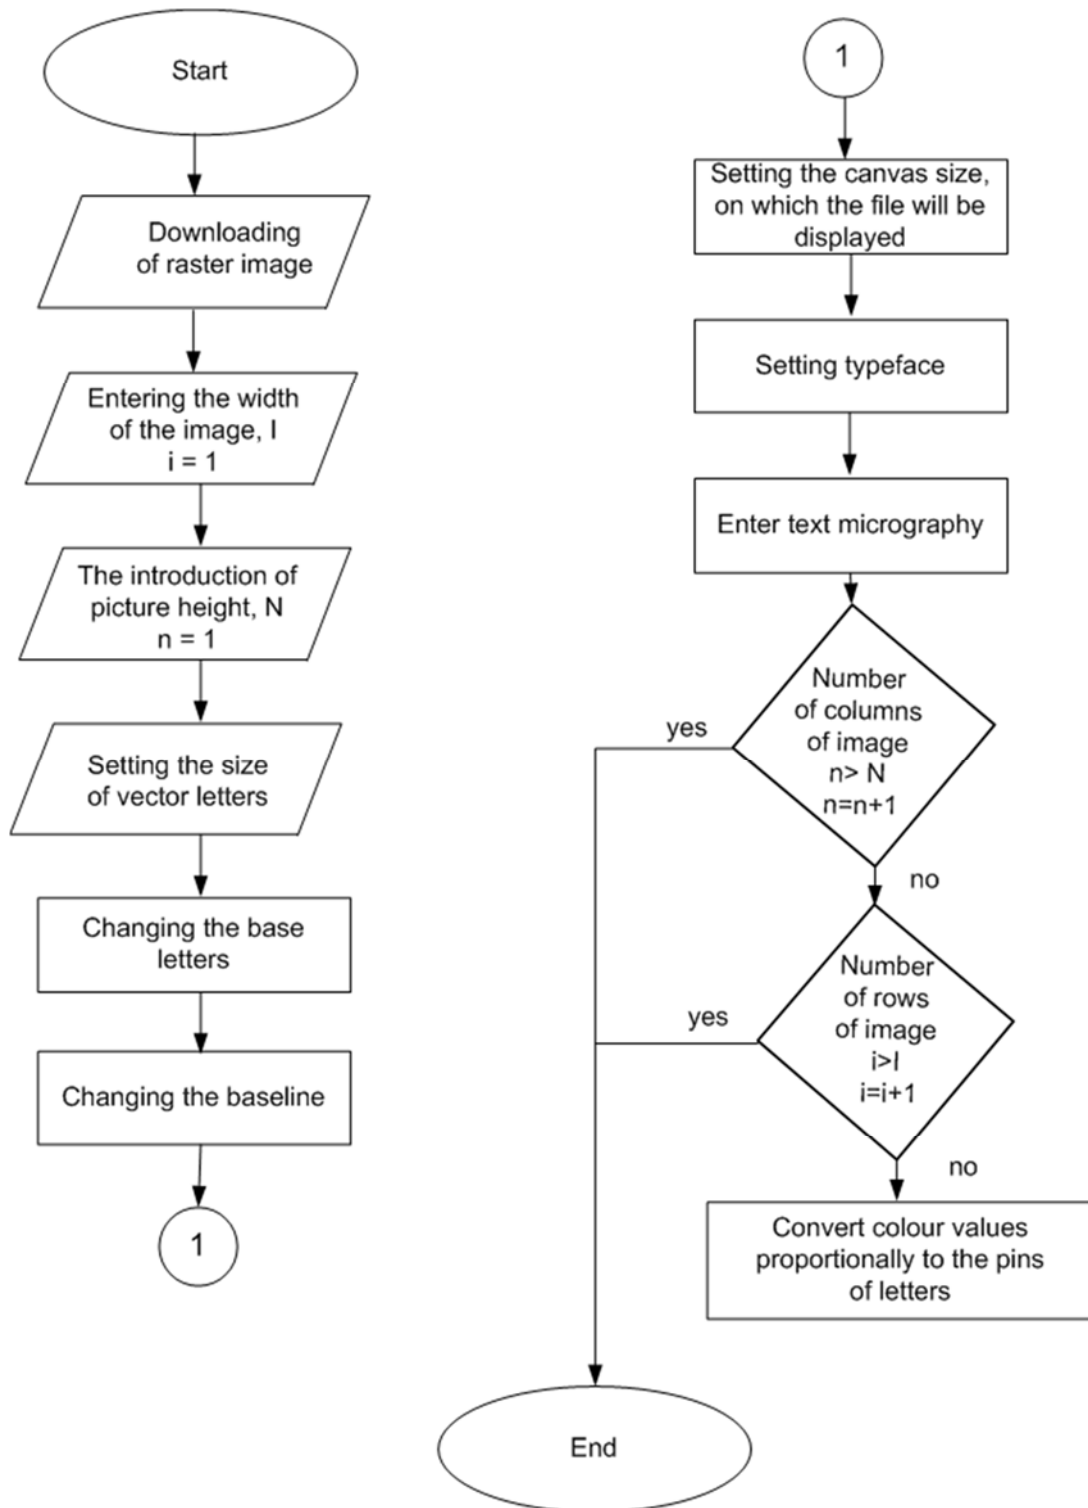 Start
Downloading
of raster image
Entering the width
of the image, I
i = 1
The introduction of
picture height, N
n = 1
Setting the size
of vector letters
Changing the base
letters
Changing the baseline
1
1
Setting the canvas size,
on which the file will be
displayed
Setting typeface
Enter text micrography
Number
of columns
of image
n> N
n=n+1
yes
no
Number
of rows
of image
i>I
i=i+1
yes
no
Convert colour values
proportionally to the pins
of letters
End